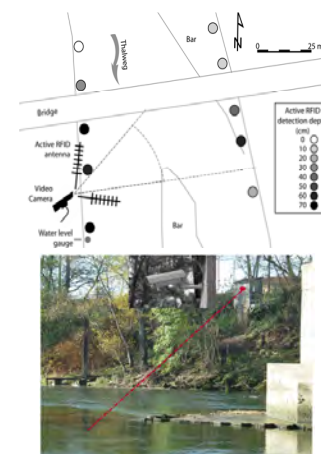 Bar
N
0
25 m
Thalweg
Bridge
Active RFID
antenna
Video
Camera
Water level
gauge
Bar
Active RFID
detection dep
(cm)
0
10
20
30
40
50
60
70